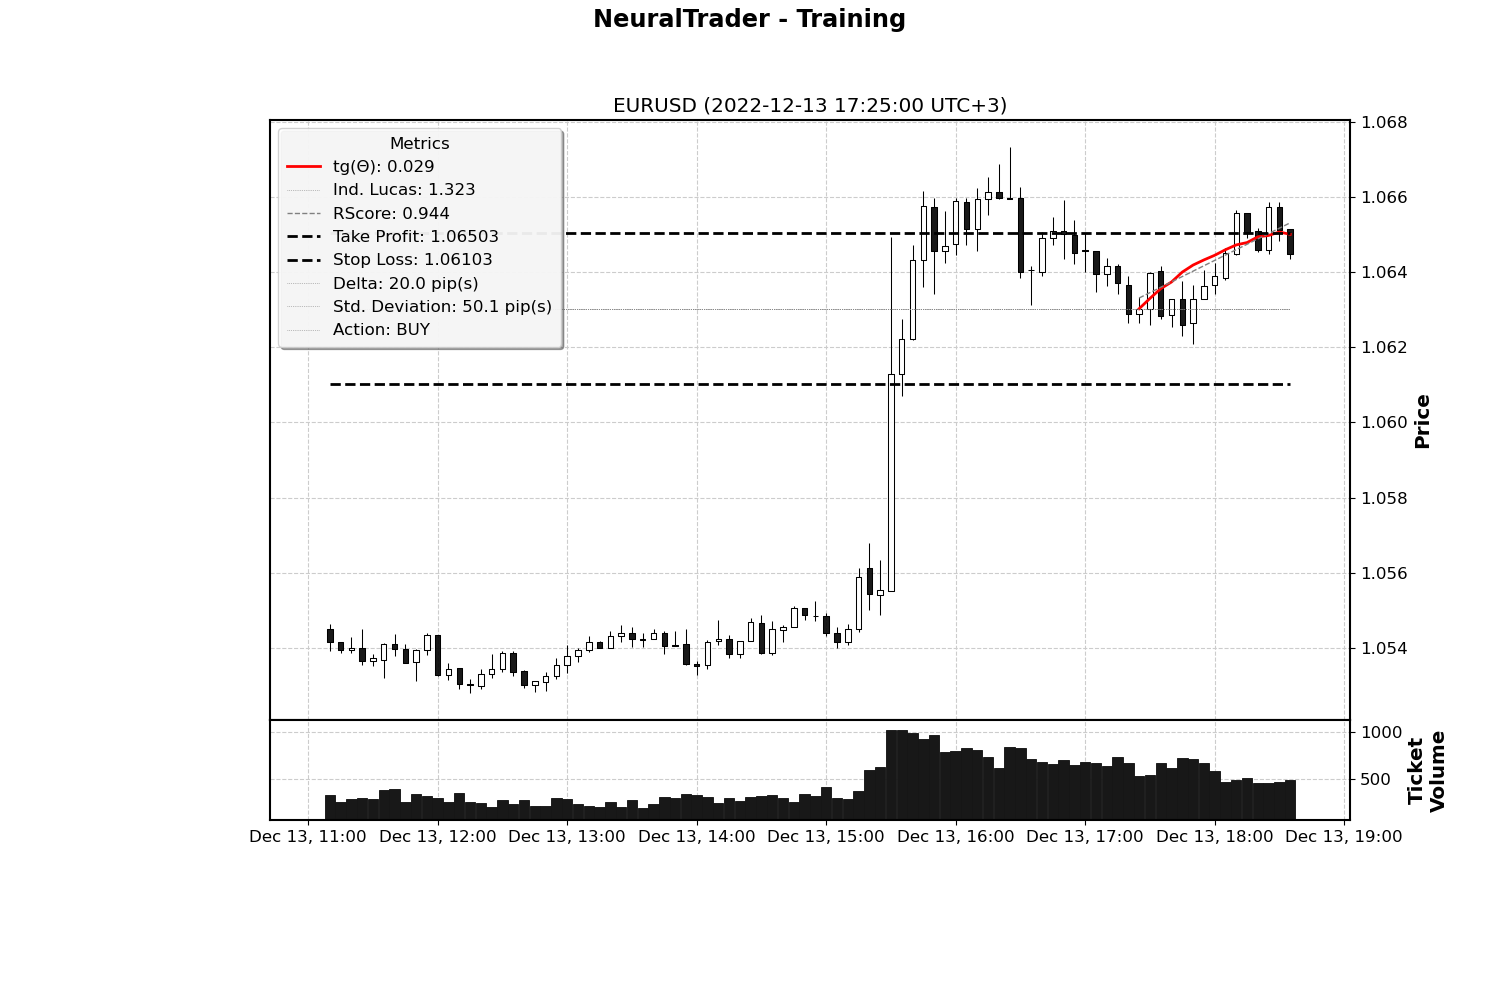 NeuralTrader - Training
EURUSD (2022-12-13 17:25:00 UTC+3)
Metrics
tg(Θ): 0.029
Ind. Lucas: 1.323
RScore: 0.944
Take Profit: 1.06503
Stop Loss: 1.06103
Delta: 20.0 pip(s)
Std. Deviation: 50.1 pip(s)
Action: BUY
1.068
1.066
1.064
1.062
1.060
1.058
1.056
1.054
Price
1000
500
Ticket
Volume
Dec 13, 11:00 Dec 13, 12:00 Dec 13, 13:00 Dec 13, 14:00 Dec 13, 15:00 Dec 13, 16:00 Dec 13, 17:00 Dec 13, 18:00 Dec 13, 19:00